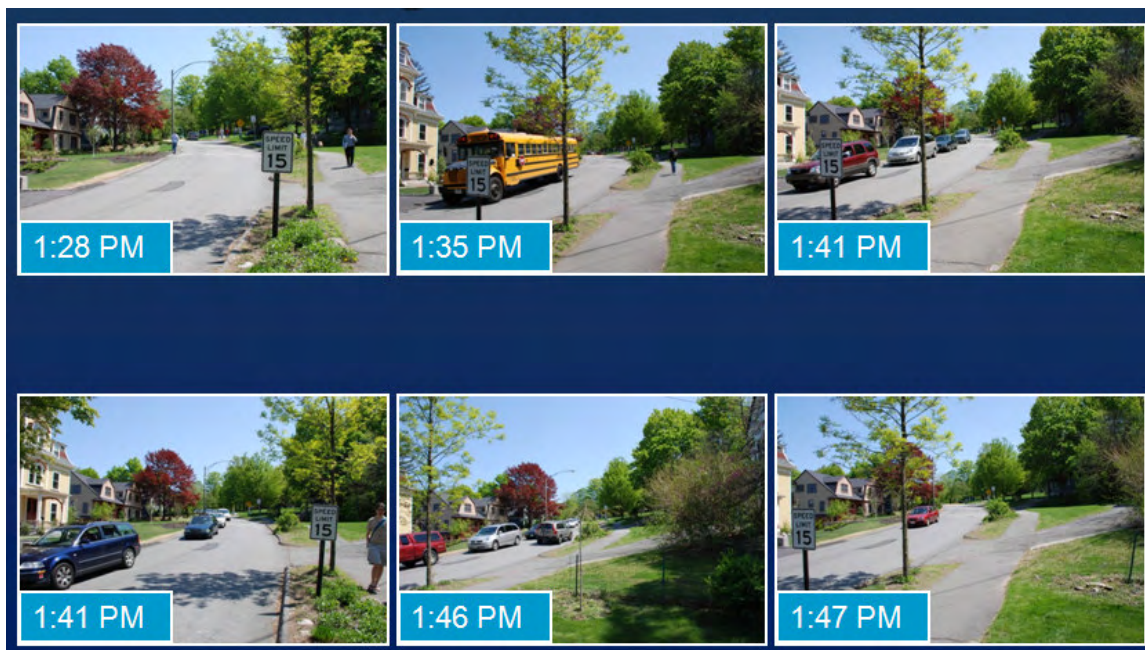 SPEED
LIMIT
15
1:28 PM
SPEED
LIMIT
15
1:35 PM
SPEED
LIMIT
15
1:41 PM
SPEED
LIMIT
15
1:41 PM
1:46 PM
SPEED
LIMIT
15
1:47 PM